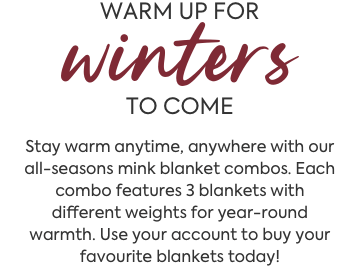 WARM UP FOR
winters
TO COME
Stay warm anytime, anywhere with our
all-seasons mink blanket combos. Each
combo features 3 blankets with
different weights for year-round
warmth. Use your account to buy your
favourite blankets today!